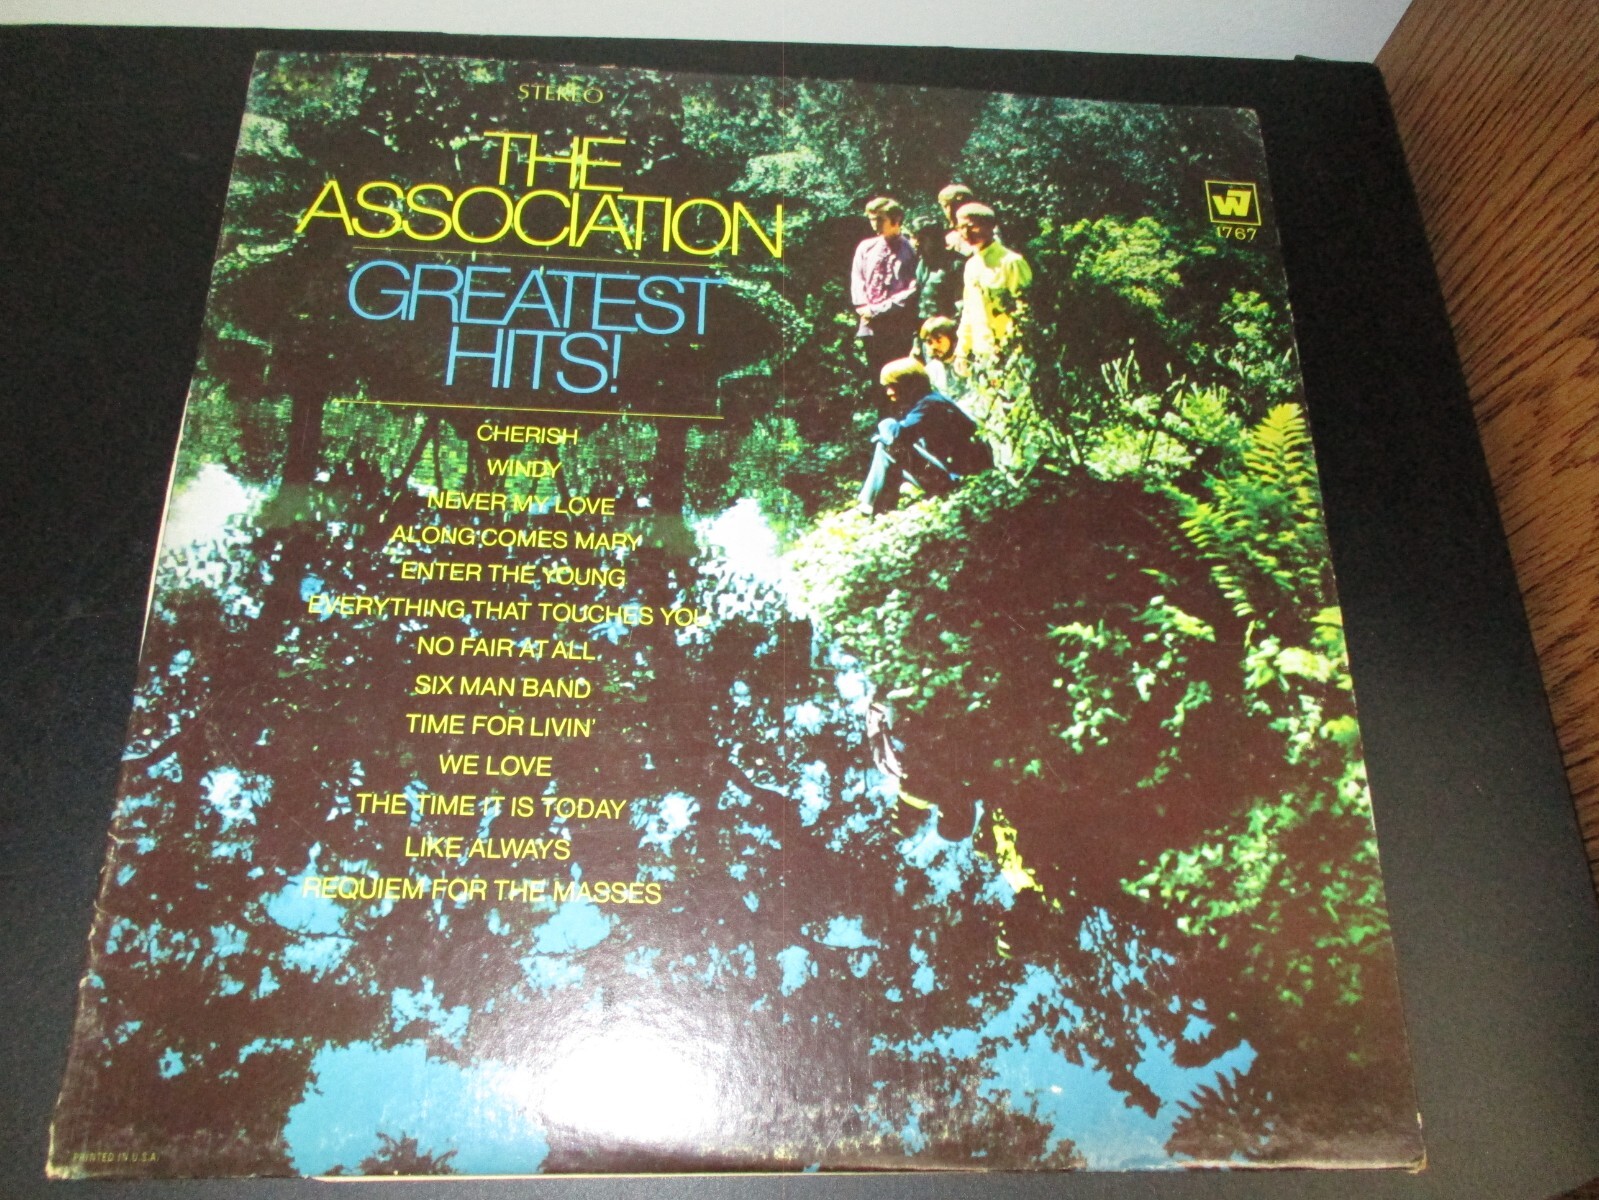 STEREO
THE
ASSOCIATION
GREATEST
HITS!
W7
1767
CHERISH
WINDY
NEVER MY LOVE
ALONG COMES MARY
ENTER THE YOUNG
EVERYTHING THAT TOUCHES YOU
NO FAIR AT ALL
SIX MAN BAND
TIME FOR LIVIN'
WE LOVE
THE TIME IT IS TODAY
LIKE ALWAYS
REQUIEM FOR THE MASSES
PRINTED IN U.S.A.